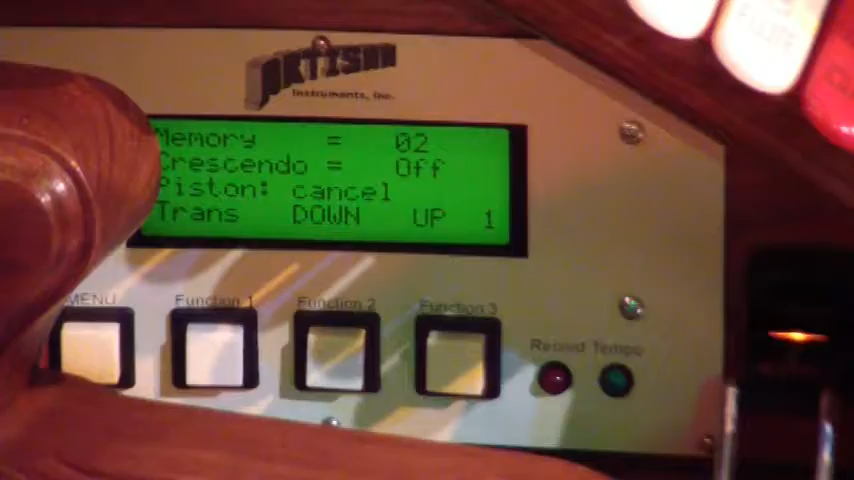 ARTISAN
Instruments, Inc.
Memory = 02
Crescendo = Off
Piston: cancel
Trans DOWN UP 1
MENU Function 1 Function 2 Function 3
Record Tempo